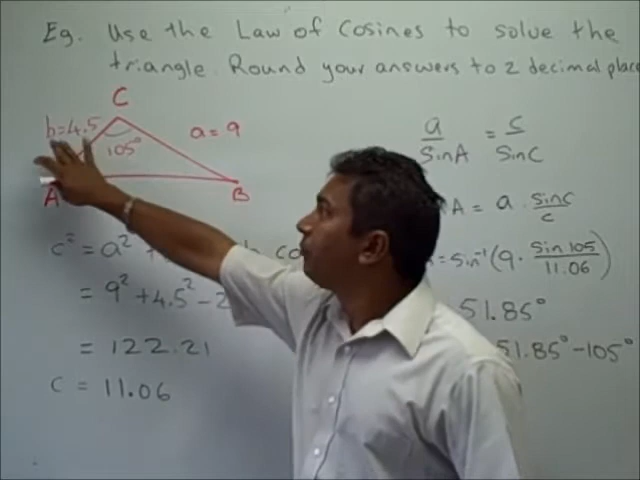 Eg. Use the Law of Cosines to solve the
triangle. Round your answers to 2 decimal place
C
b=4.5
a = 9
105°
A
B
a/sinA = c/sinC
A = a . sinC/c
= sin⁻¹(9 . sin 105/11.06)
51.85°
51.85° - 105°
c² = a² +
= 9² + 4.5² - 2
= 122.21
c = 11.06